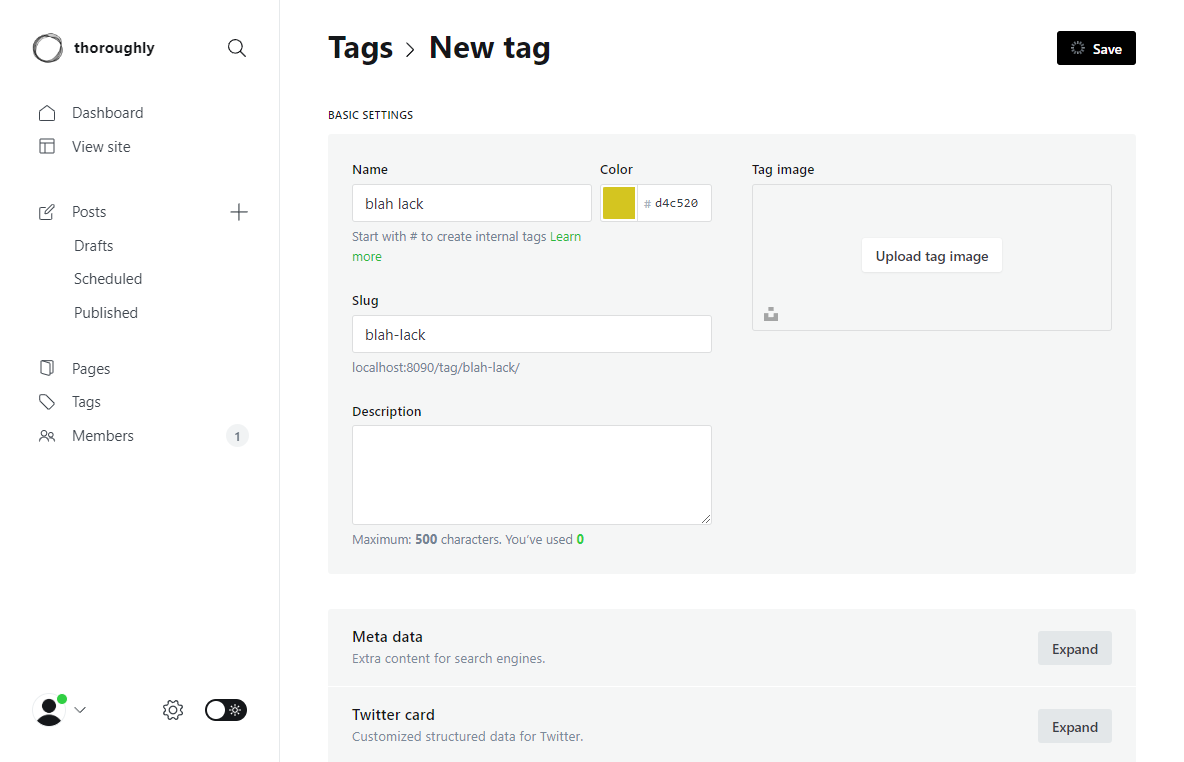 thoroughly
Dashboard
View site
Posts
Drafts
Scheduled
Published
Pages
Tags
Members
1
Tags > New tag
Save
BASIC SETTINGS
Name
Color
Tag image
blah lack
# d4c520
Start with # to create internal tags Learn
more
Upload tag image
Slug
blah-lack
localhost:8090/tag/blah-lack/
Description
Maximum: 500 characters. You’ve used 0
Meta data
Extra content for search engines.
Expand
Twitter card
Customized structured data for Twitter.
Expand